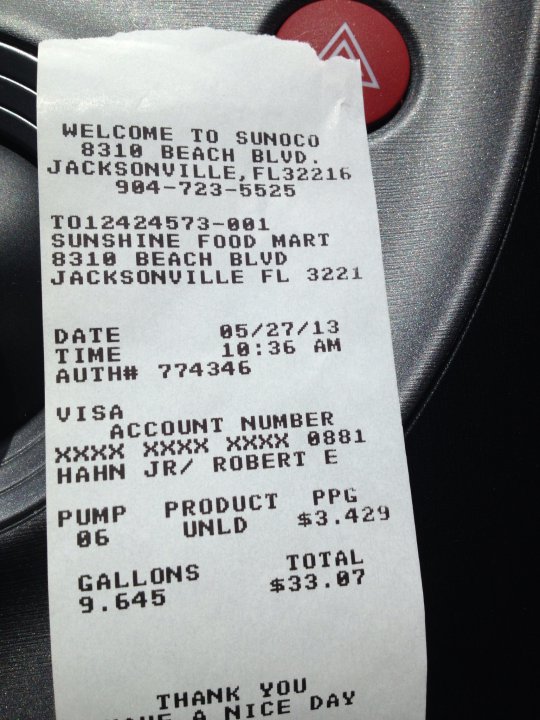 WELCOME TO SUNOCO
8310 BEACH BLVD.
JACKSONVILLE,FL32216
904-723-5525
TO12424573-001
SUNSHINE FOOD MART
8310 BEACH BLVD
JACKSONVILLE FL 3221
DATE 05/27/13
TIME 10:36 AM
AUTH# 774346
VISA
ACCOUNT NUMBER
XXXX XXXX XXXX 0881
HAHN JR/ ROBERT E
PUMP PRODUCT PPG
06 UNLD $3.429
GALLONS TOTAL
9.645 $33.07
THANK YOU
HAVE A NICE DAY